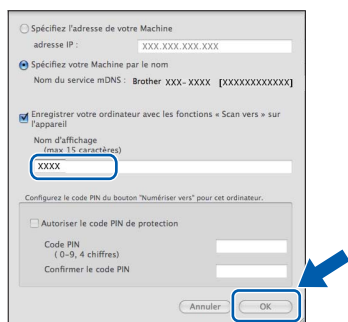 Spécifiez l'adresse de votre Machine
adresse IP : XXX.XXX.XXX.XXX
Spécifiez votre Machine par le nom
Nom du service mDNS : Brother XXX-XXXX [XXXXXXXXXXXX]
Enregistrer votre ordinateur avec les fonctions « Scan vers » sur
l'appareil
Nom d'affichage
(max 15 caractères)
XXXX
Configurez le code PIN du bouton "Numériser vers" pour cet ordinateur.
Autoriser le code PIN de protection
Code PIN
( 0-9, 4 chiffres)
Confirmer le code PIN
Annuler OK